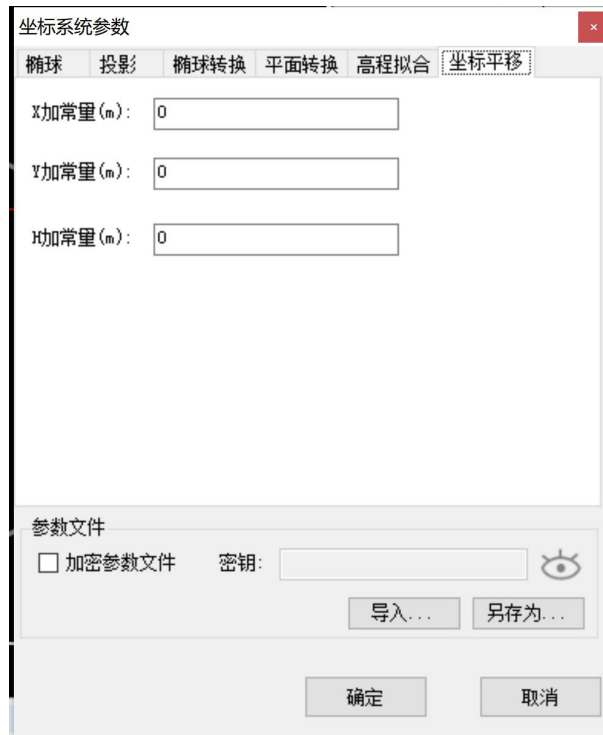 坐标系统参数
椭球 投影 椭球转换 平面转换 高程拟合 坐标平移
X加常量(m): 0
Y加常量(m): 0
H加常量(m): 0
参数文件
加密参数文件 密钥:
导入... 另存为...
确定 取消